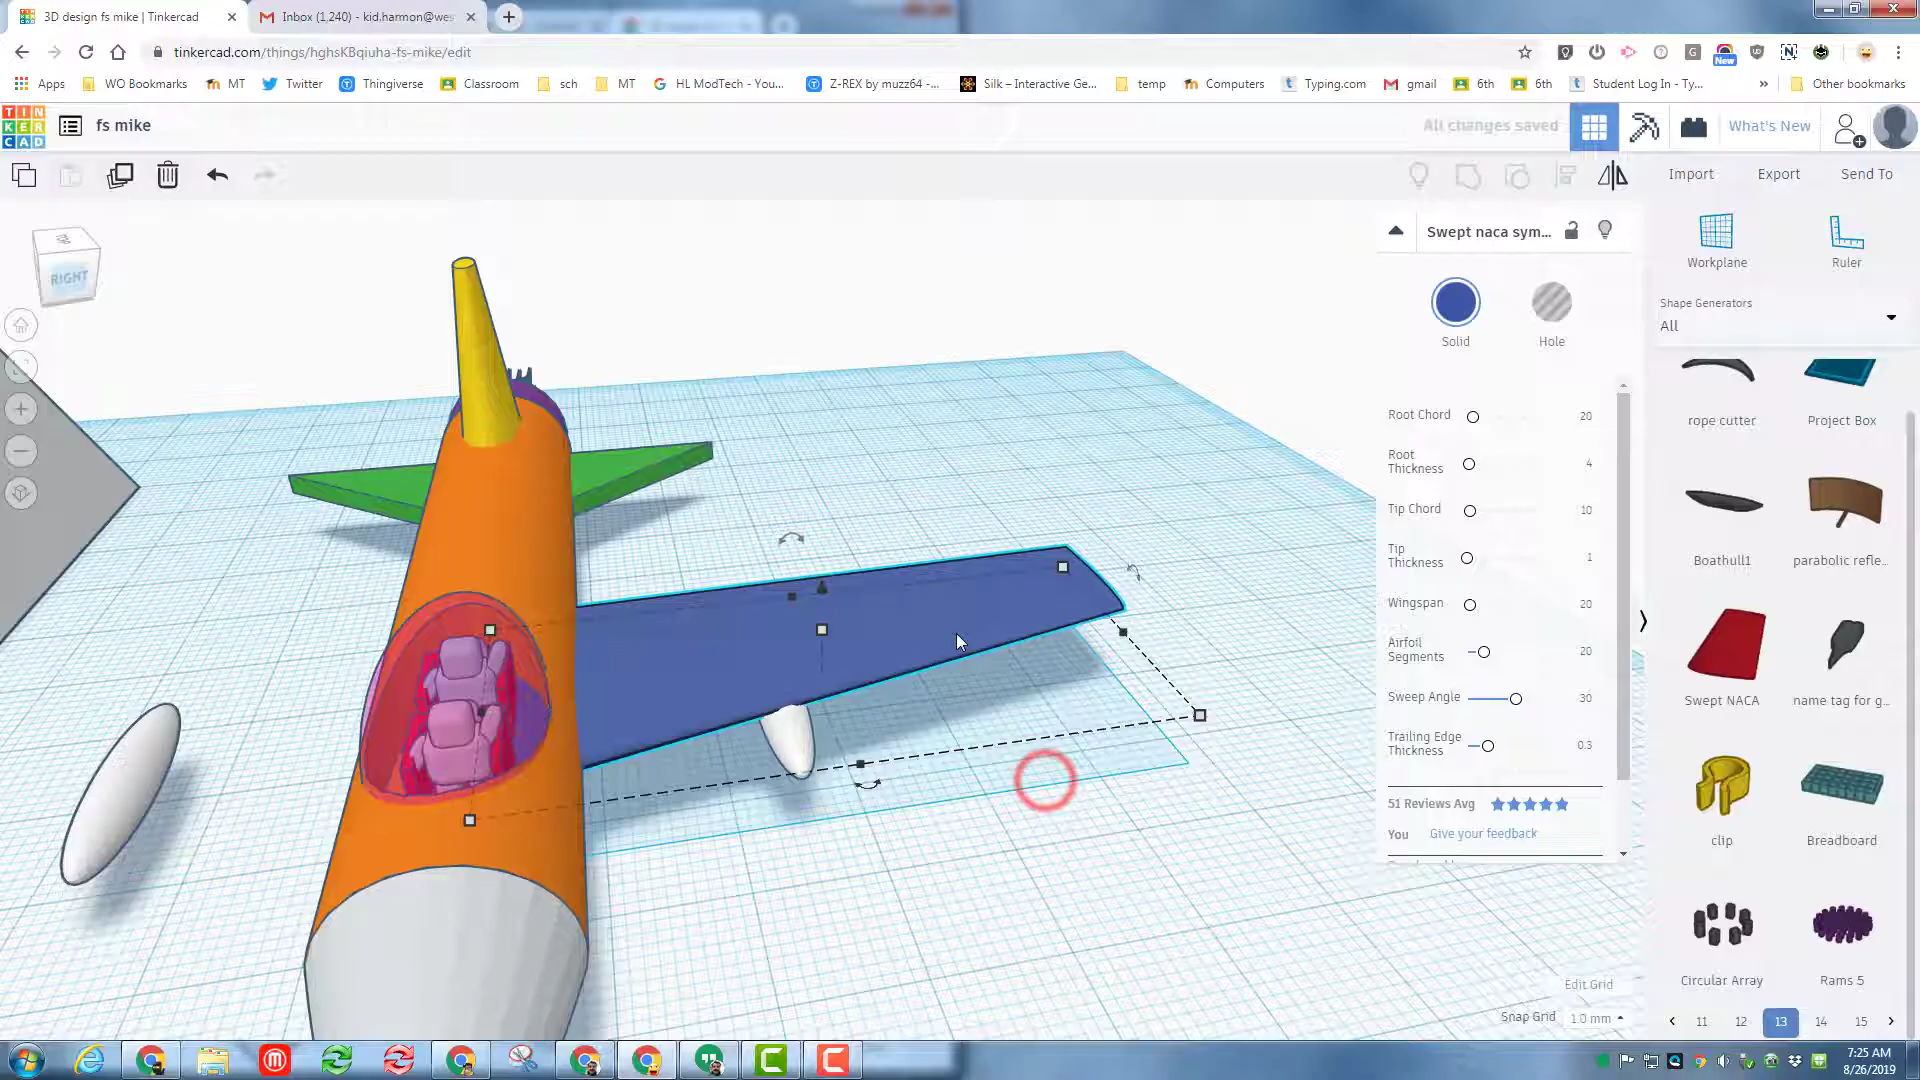 3D design fs mike | Tinkercad
Inbox (1,240) - kid.harmon@wes
tinkercad.com/things/hghsKBqiuha-fs-mike/edit
New
Apps
WO Bookmarks
MT
Twitter
Thingiverse
Classroom
sch
MT
HL ModTech - You...
Z-REX by muzz64 -...
Silk – Interactive Ge...
temp
Computers
Typing.com
gmail
6th
6th
Student Log In - Ty...
Other bookmarks
TIN
KER
CAD
fs mike
All changes saved
What's New
Import
Export
Send To
TOP
RIGHT
Swept naca sym...
Solid
Hole
Workplane
Ruler
Shape Generators
All
Root Chord 20
Root Thickness 4
Tip Chord 10
Tip Thickness 1
Wingspan 20
Airfoil Segments 20
Sweep Angle 30
Trailing Edge Thickness 0.3
51 Reviews Avg
You Give your feedback
rope cutter
Project Box
Boathull1
parabolic refle...
Swept NACA
name tag for g...
clip
Breadboard
Circular Array
Rams 5
Edit Grid
Snap Grid 1.0 mm
11 12 13 14 15
7:25 AM
8/26/2019